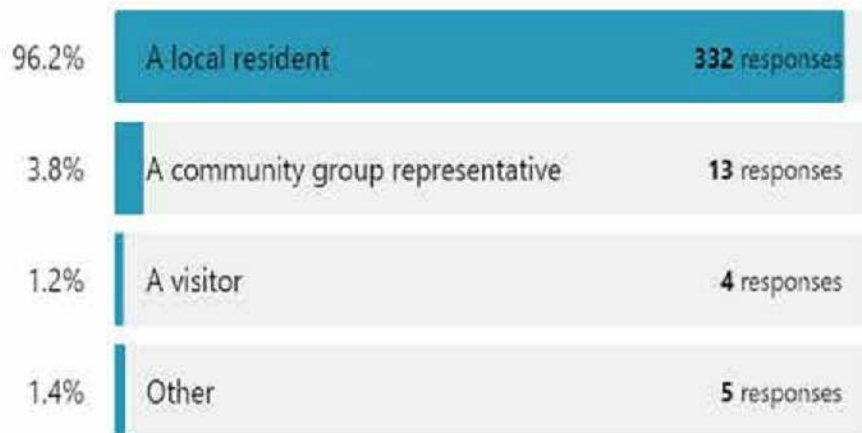 96.2% A local resident 332 responses
3.8% A community group representative 13 responses
1.2% A visitor 4 responses
1.4% Other 5 responses